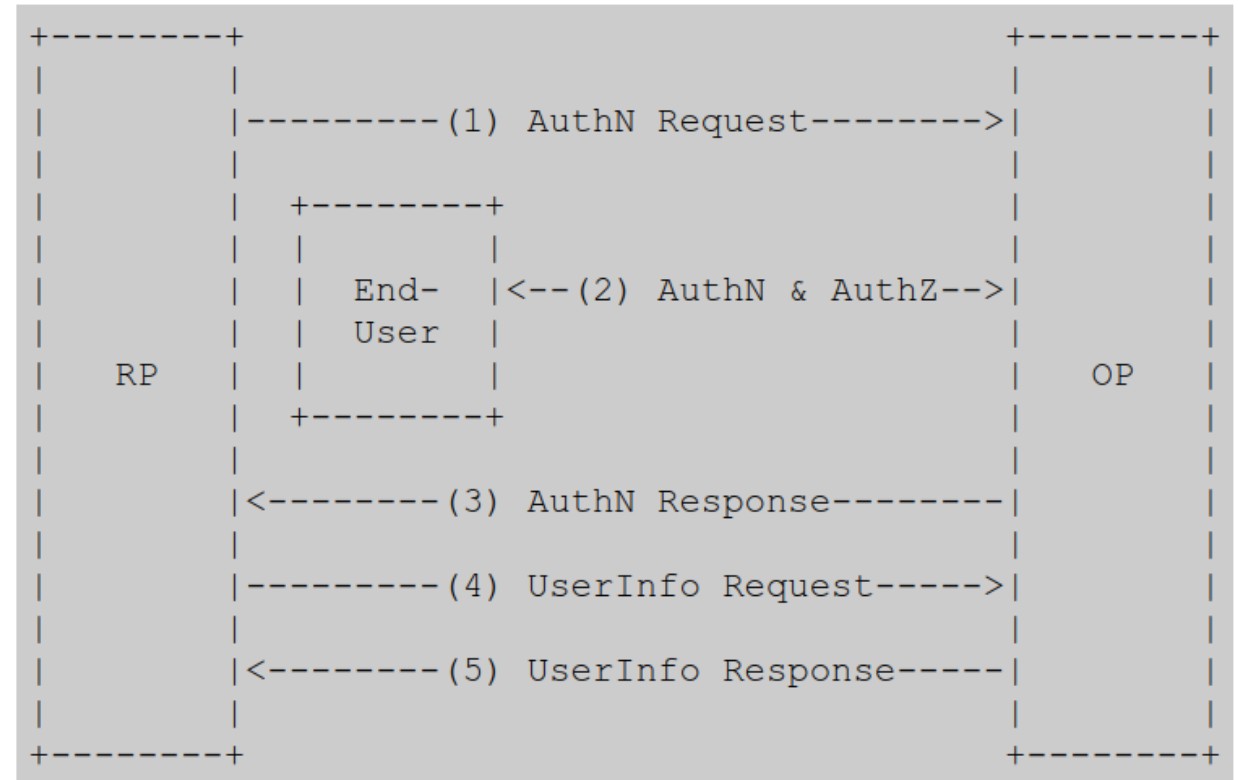 +--------+                                   +--------+
|        |                                   |        |
|        |---------(1) AuthN Request-------->|        |
|        |                                   |        |
|        |  +--------+                       |        |
|        |  |        |                       |        |
|        |  |  End-  |<--(2) AuthN & AuthZ-->|        |
|        |  |  User  |                       |        |
|   RP   |  |        |                       |   OP   |
|        |  +--------+                       |        |
|        |                                   |        |
|        |<--------(3) AuthN Response--------|        |
|        |                                   |        |
|        |---------(4) UserInfo Request----->|        |
|        |                                   |        |
|        |<--------(5) UserInfo Response-----|        |
|        |                                   |        |
+--------+                                   +--------+